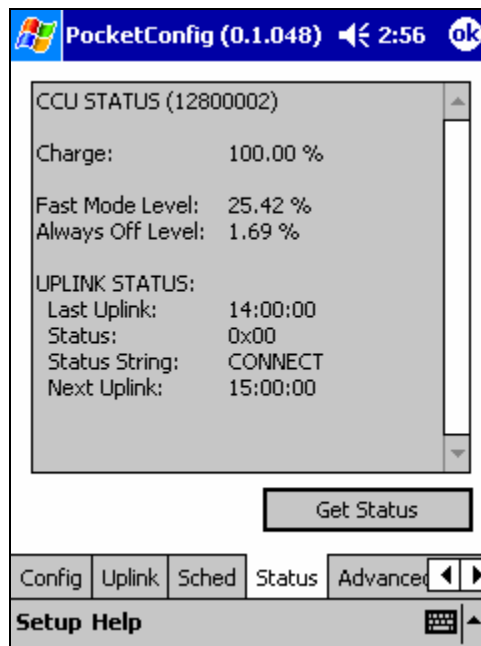 PocketConfig (0.1.048) 2:56 ok
CCU STATUS (12800002)
Charge: 100.00 %
Fast Mode Level: 25.42 %
Always Off Level: 1.69 %
UPLINK STATUS:
Last Uplink: 14:00:00
Status: 0x00
Status String: CONNECT
Next Uplink: 15:00:00
Get Status
Config Uplink Sched Status Advanced
Setup Help